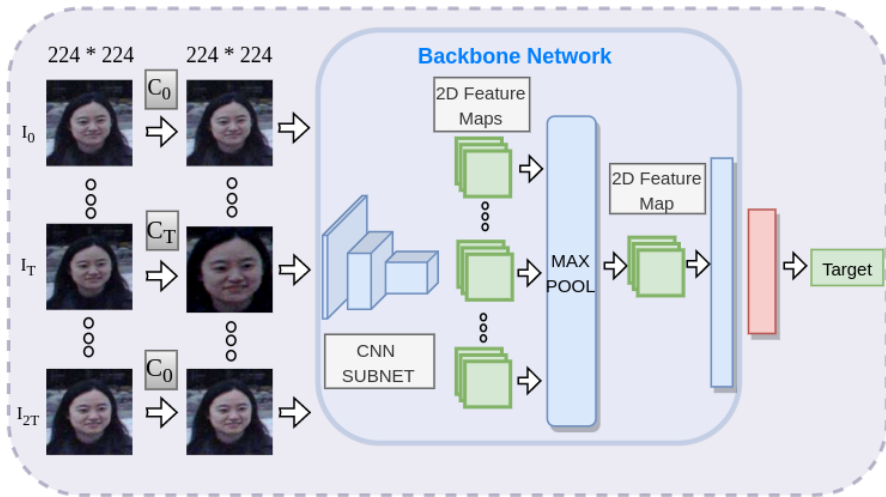 224 * 224
224 * 224
Backbone Network
I0
C0
2D Feature
Maps
2D Feature
Map
IT
CT
MAX
POOL
Target
CNN
SUBNET
C0
I2T